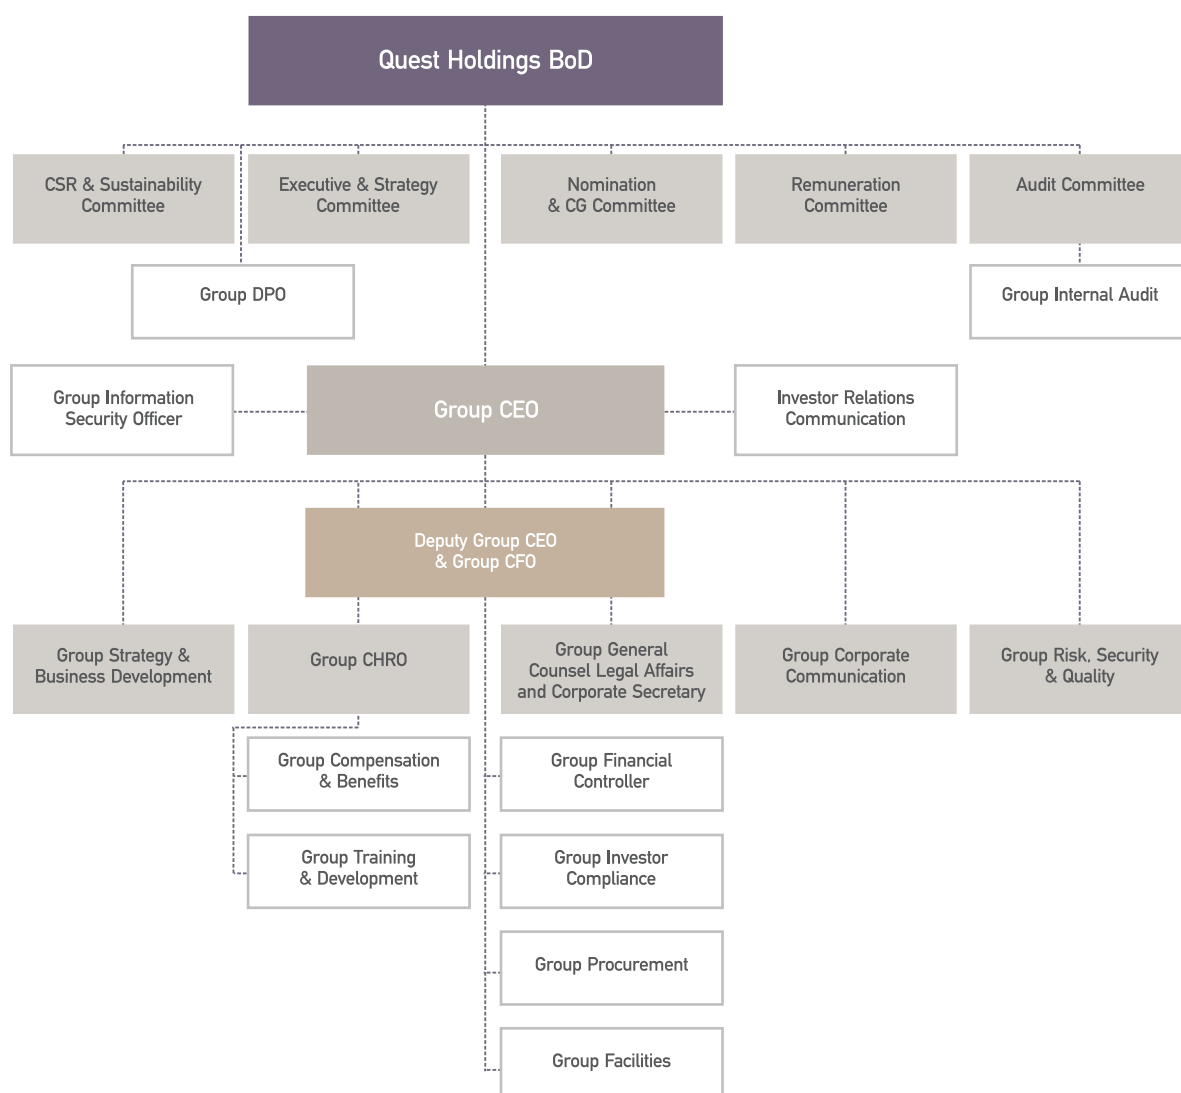 Quest Holdings BoD
CSR & Sustainability
Committee
Executive & Strategy
Committee
Nomination
& CG Committee
Remuneration
Committee
Audit Committee
Group DPO
Group Internal Audit
Group Information
Security Officer
Group CEO
Investor Relations
Communication
Deputy Group CEO
& Group CFO
Group Strategy &
Business Development
Group CHRO
Group General
Counsel Legal Affairs
and Corporate Secretary
Group Corporate
Communication
Group Risk, Security
& Quality
Group Compensation
& Benefits
Group Financial
Controller
Group Training
& Development
Group Investor
Compliance
Group Procurement
Group Facilities